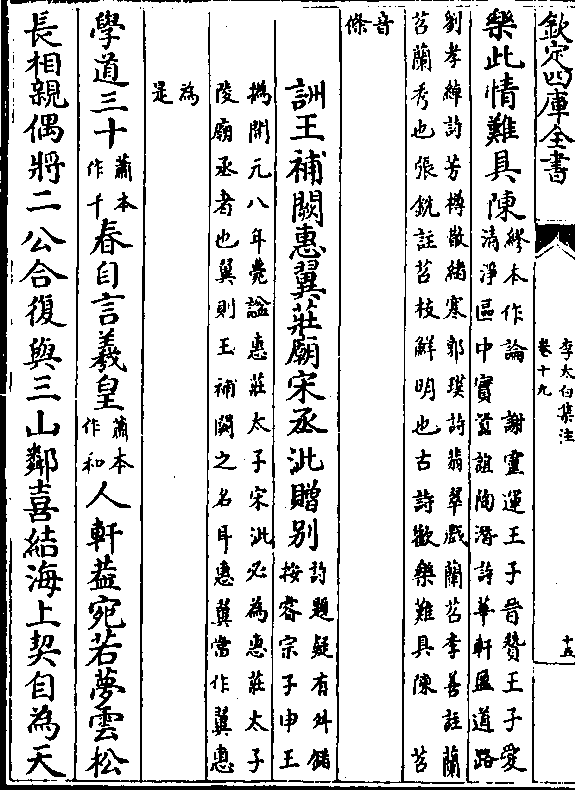 欽定四庫全書
李太白集注
卷十九
十五
樂此情難具陳
繆本作論 謝靈運王子晉贊王子愛
清淨區中實諠陶潛詩華軒盈道路
劉孝綽詩芳樽散緒寒郭璞詩翡翠戲蘭苕李善註蘭
苕蘭秀也張銑註苕枝鮮明也古詩歡樂難具陳 苕
音
條
詶王補闕惠翼莊廟宋丞泚贈別
詩題疑有舛錯
按睿宗子申王
撝開元八年薨諡惠莊太子宋泚必為惠莊太子
陵廟丞者也翼則王補闕之名耳惠翼當作翼惠
為
是
學道三十蕭本作千春自言羲皇蕭本作和人軒葢宛若夢雲松
長相親偶將二公合復與三山鄰喜結海上契自為天